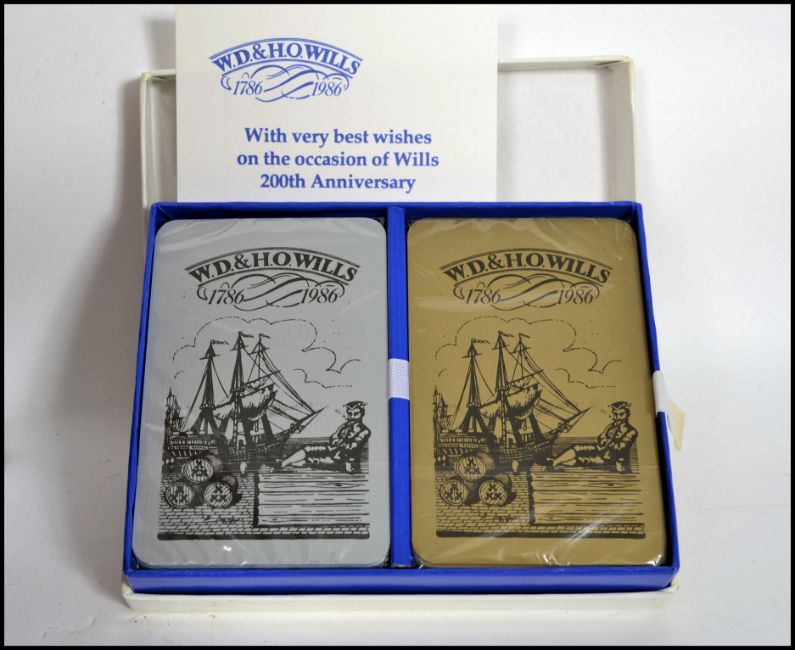 W.D.&H.O.WILLS
1786 1986
With very best wishes
on the occasion of Wills
200th Anniversary
W.D.&H.O.WILLS
1786 1986
W.D.&H.O.WILLS
1786 1986